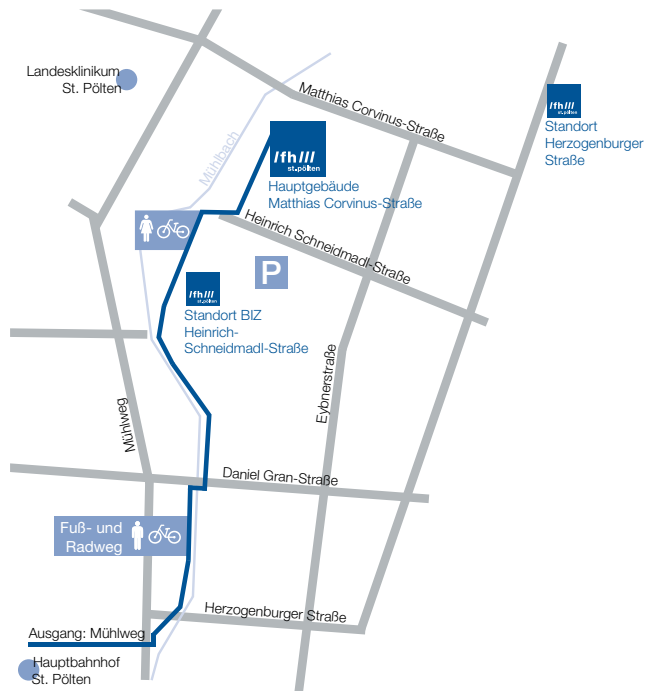 Landesklinikum
St. Pölten
Matthias Corvinus-Straße
Mühlbach
/fh///
st.pölten
Standort
Herzogenburger
Straße
/fh///
st.pölten
Hauptgebäude
Matthias Corvinus-Straße
Heinrich Schneidmadl-Straße
P
/fh///
st.pölten
Standort BIZ
Heinrich-
Schneidmadl-Straße
Eybnerstraße
Mühlweg
Daniel Gran-Straße
Fuß- und
Radweg
Herzogenburger Straße
Ausgang: Mühlweg
Hauptbahnhof
St. Pölten